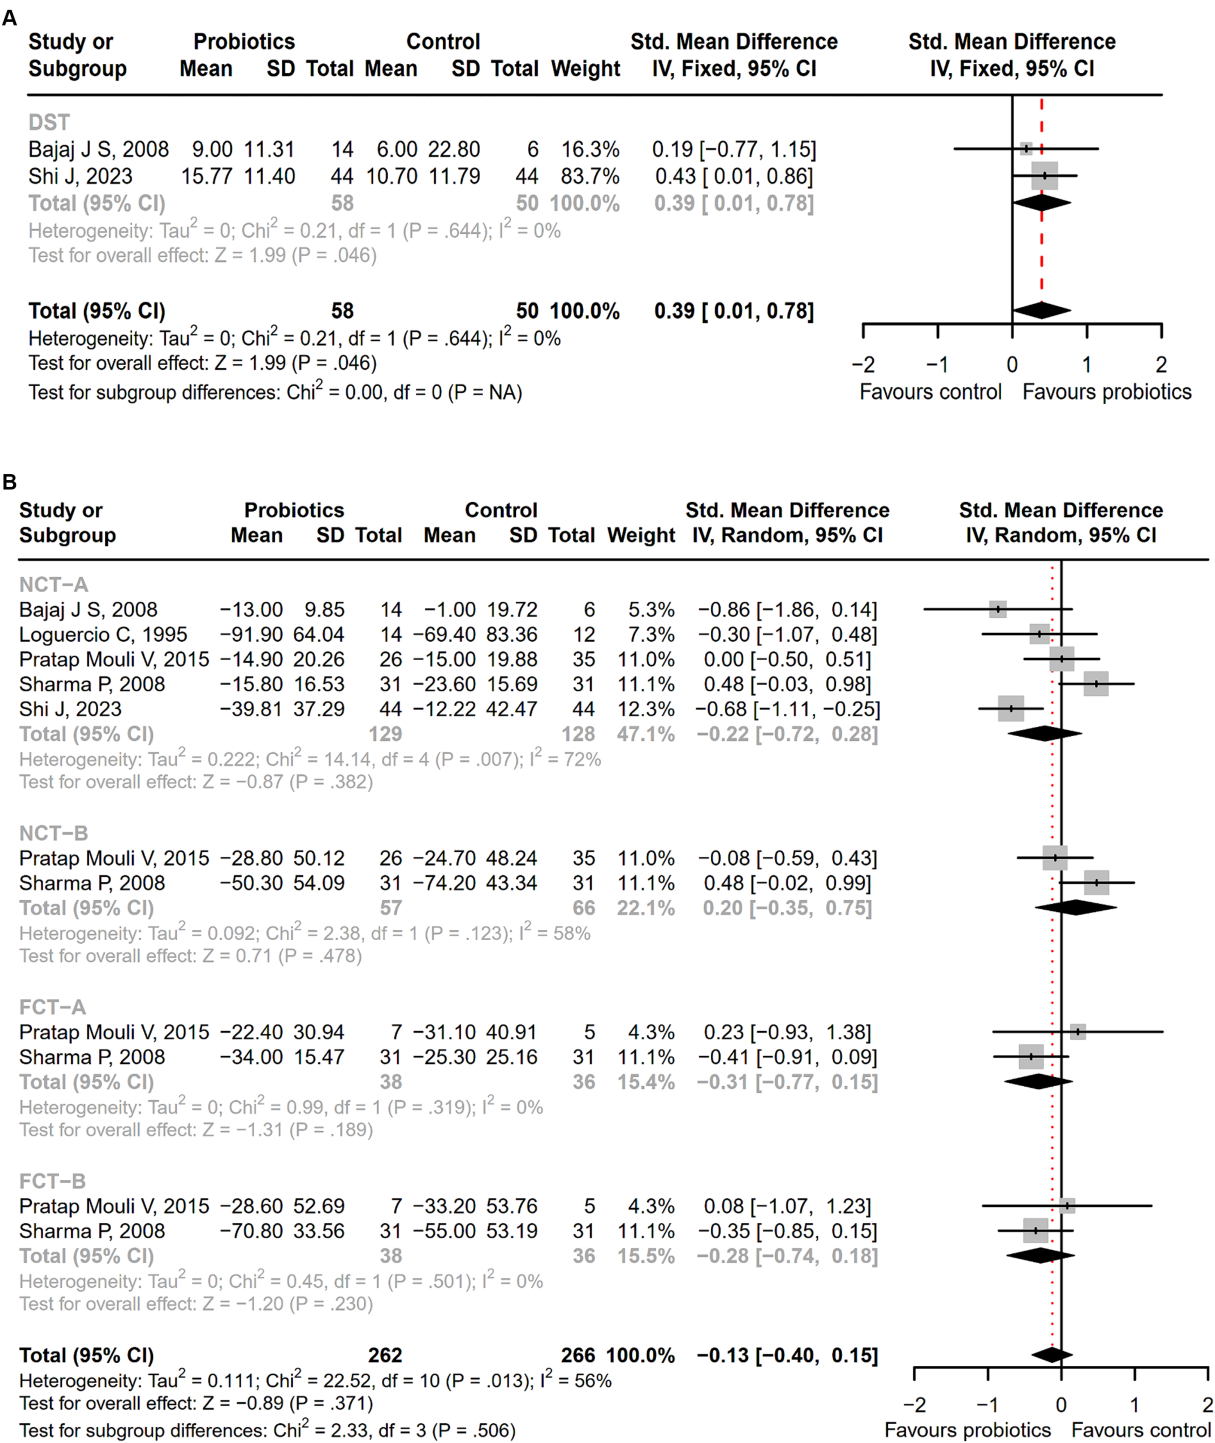 A
Study or Probiotics Control Std. Mean Difference Std. Mean Difference
Subgroup Mean SD Total Mean SD Total Weight IV, Fixed, 95% CI IV, Fixed, 95% CI
DST
Bajaj J S, 2008 9.00 11.31 14 6.00 22.80 6 16.3% 0.19 [−0.77, 1.15]
Shi J, 2023 15.77 11.40 44 10.70 11.79 44 83.7% 0.43 [ 0.01, 0.86]
Total (95% CI) 58 50 100.0% 0.39 [ 0.01, 0.78]
Heterogeneity: Tau² = 0; Chi² = 0.21, df = 1 (P = .644); I² = 0%
Test for overall effect: Z = 1.99 (P = .046)
Total (95% CI) 58 50 100.0% 0.39 [ 0.01, 0.78]
Heterogeneity: Tau² = 0; Chi² = 0.21, df = 1 (P = .644); I² = 0%
Test for overall effect: Z = 1.99 (P = .046)
Test for subgroup differences: Chi² = 0.00, df = 0 (P = NA)
−2 −1 0 1 2
Favours control Favours probiotics
B
Study or Probiotics Control Std. Mean Difference Std. Mean Difference
Subgroup Mean SD Total Mean SD Total Weight IV, Random, 95% CI IV, Random, 95% CI
NCT−A
Bajaj J S, 2008 −13.00 9.85 14 −1.00 19.72 6 5.3% −0.86 [−1.86, 0.14]
Loguercio C, 1995 −91.90 64.04 14 −69.40 83.36 12 7.3% −0.30 [−1.07, 0.48]
Pratap Mouli V, 2015 −14.90 20.26 26 −15.00 19.88 35 11.0% 0.00 [−0.50, 0.51]
Sharma P, 2008 −15.80 16.53 31 −23.60 15.69 31 11.1% 0.48 [−0.03, 0.98]
Shi J, 2023 −39.81 37.29 44 −12.22 42.47 44 12.3% −0.68 [−1.11, −0.25]
Total (95% CI) 129 128 47.1% −0.22 [−0.72, 0.28]
Heterogeneity: Tau² = 0.222; Chi² = 14.14, df = 4 (P = .007); I² = 72%
Test for overall effect: Z = −0.87 (P = .382)
NCT−B
Pratap Mouli V, 2015 −28.80 50.12 26 −24.70 48.24 35 11.0% −0.08 [−0.59, 0.43]
Sharma P, 2008 −50.30 54.09 31 −74.20 43.34 31 11.1% 0.48 [−0.02, 0.99]
Total (95% CI) 57 66 22.1% 0.20 [−0.35, 0.75]
Heterogeneity: Tau² = 0.092; Chi² = 2.38, df = 1 (P = .123); I² = 58%
Test for overall effect: Z = 0.71 (P = .478)
FCT−A
Pratap Mouli V, 2015 −22.40 30.94 7 −31.10 40.91 5 4.3% 0.23 [−0.93, 1.38]
Sharma P, 2008 −34.00 15.47 31 −25.30 25.16 31 11.1% −0.41 [−0.91, 0.09]
Total (95% CI) 38 36 15.4% −0.31 [−0.77, 0.15]
Heterogeneity: Tau² = 0; Chi² = 0.99, df = 1 (P = .319); I² = 0%
Test for overall effect: Z = −1.31 (P = .189)
FCT−B
Pratap Mouli V, 2015 −28.60 52.69 7 −33.20 53.76 5 4.3% 0.08 [−1.07, 1.23]
Sharma P, 2008 −70.80 33.56 31 −55.00 53.19 31 11.1% −0.35 [−0.85, 0.15]
Total (95% CI) 38 36 15.5% −0.28 [−0.74, 0.18]
Heterogeneity: Tau² = 0; Chi² = 0.45, df = 1 (P = .501); I² = 0%
Test for overall effect: Z = −1.20 (P = .230)
Total (95% CI) 262 266 100.0% −0.13 [−0.40, 0.15]
Heterogeneity: Tau² = 0.111; Chi² = 22.52, df = 10 (P = .013); I² = 56%
Test for overall effect: Z = −0.89 (P = .371)
Test for subgroup differences: Chi² = 2.33, df = 3 (P = .506)
−2 −1 0 1 2
Favours probiotics Favours control